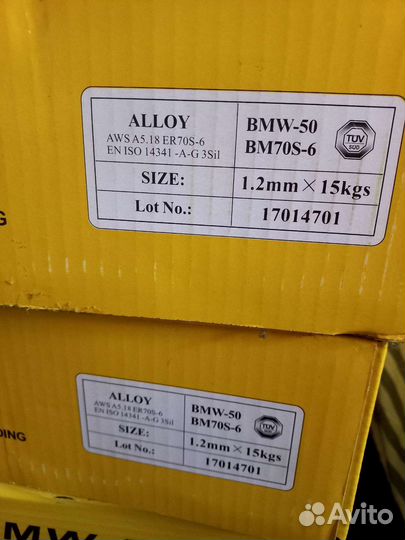 ALLOY
AWS A5.18 ER70S-6
EN ISO 14341 -A-G 3Sil
BMW-50
BM70S-6
TUV
SUD
SIZE:
1.2mm × 15kgs
Lot No.:
17014701
G
ALLOY
AWS A5.18 ER70S-6
EN ISO 14341 -A-G 3Sil
BMW-50
BM70S-6
TUV
SIZE:
1.2mm × 15kgs
Lot No.:
17014701
DING
MW
Avito